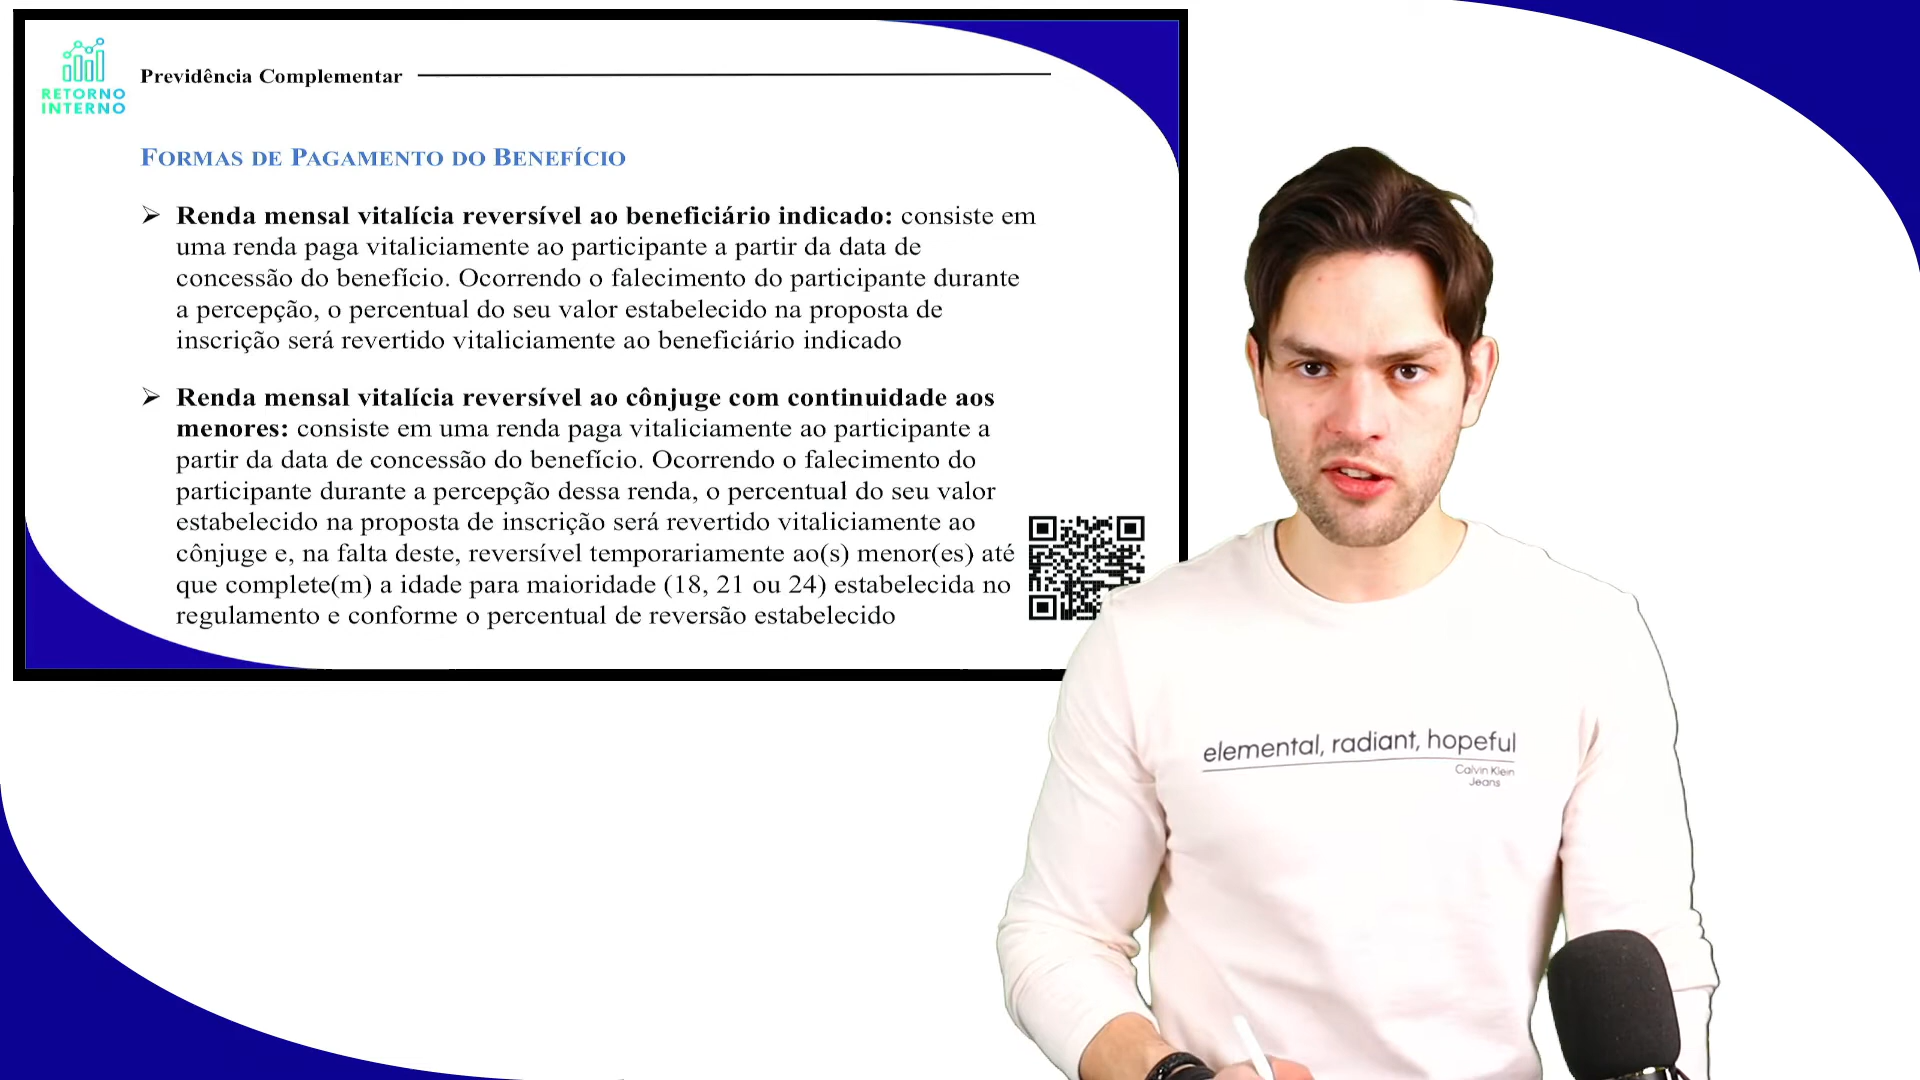 RETORNO
INTERNO
Previdência Complementar
FORMAS DE PAGAMENTO DO BENEFÍCIO
Renda mensal vitalícia reversível ao beneficiário indicado: consiste em
uma renda paga vitaliciamente ao participante a partir da data de
concessão do benefício. Ocorrendo o falecimento do participante durante
a percepção, o percentual do seu valor estabelecido na proposta de
inscrição será revertido vitaliciamente ao beneficiário indicado
Renda mensal vitalícia reversível ao cônjuge com continuidade aos
menores: consiste em uma renda paga vitaliciamente ao participante a
partir da data de concessão do benefício. Ocorrendo o falecimento do
participante durante a percepção dessa renda, o percentual do seu valor
estabelecido na proposta de inscrição será revertido vitaliciamente ao
cônjuge e, na falta deste, reversível temporariamente ao(s) menor(es) até
que complete(m) a idade para maioridade (18, 21 ou 24) estabelecida no
regulamento e conforme o percentual de reversão estabelecido
elemental, radiant, hopeful
Calvin Klein
Jeans